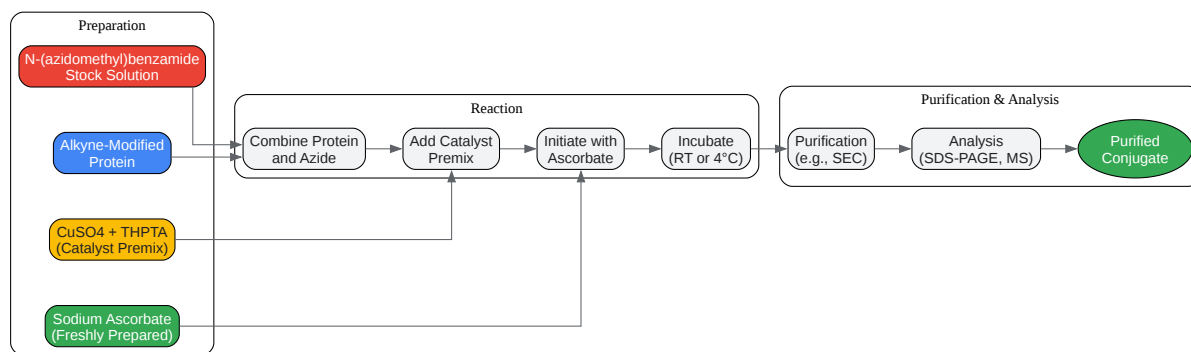 Preparation
N-(azidomethyl)benzamide
Stock Solution
Alkyne-Modified
Protein
CuSO4 + THPTA
(Catalyst Premix)
Sodium Ascorbate
(Freshly Prepared)
Reaction
Combine Protein
and Azide
Add Catalyst
Premix
Initiate with
Ascorbate
Incubate
(RT or 4°C)
Purification & Analysis
Purification
(e.g., SEC)
Analysis
(SDS-PAGE, MS)
Purified
Conjugate